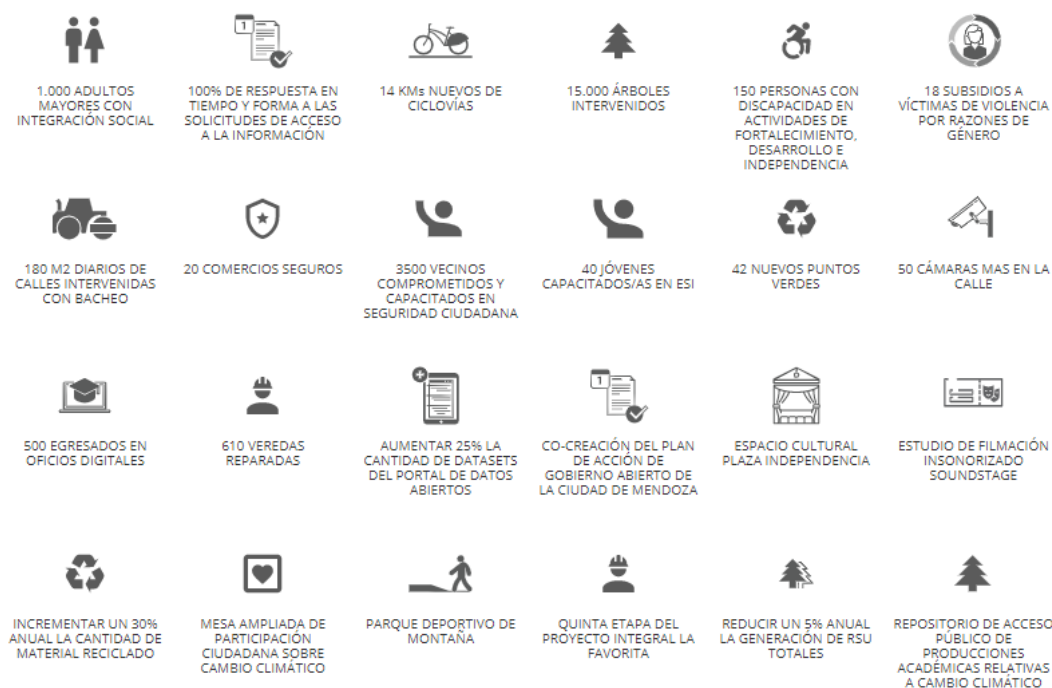 1
1.000 ADULTOS
MAYORES CON
INTEGRACIÓN SOCIAL
100% DE RESPUESTA EN
TIEMPO Y FORMA A LAS
SOLICITUDES DE ACCESO
A LA INFORMACIÓN
14 KMs NUEVOS DE
CICLOVÍAS
15.000 ÁRBOLES
INTERVENIDOS
150 PERSONAS CON
DISCAPACIDAD EN
ACTIVIDADES DE
FORTALECIMIENTO,
DESARROLLO E
INDEPENDENCIA
18 SUBSIDIOS A
VÍCTIMAS DE VIOLENCIA
POR RAZONES DE
GÉNERO
180 M2 DIARIOS DE
CALLES INTERVENIDAS
CON BACHEO
20 COMERCIOS SEGUROS
3500 VECINOS
COMPROMETIDOS Y
CAPACITADOS EN
SEGURIDAD CIUDADANA
40 JÓVENES
CAPACITADOS/AS EN ESI
42 NUEVOS PUNTOS
VERDES
50 CÁMARAS MAS EN LA
CALLE
1
500 EGRESADOS EN
OFICIOS DIGITALES
610 VEREDAS
REPARADAS
AUMENTAR 25% LA
CANTIDAD DE DATASETS
DEL PORTAL DE DATOS
ABIERTOS
CO-CREACIÓN DEL PLAN
DE ACCIÓN DE
GOBIERNO ABIERTO DE
LA CIUDAD DE MENDOZA
ESPACIO CULTURAL
PLAZA INDEPENDENCIA
ESTUDIO DE FILMACIÓN
INSONORIZADO
SOUNDSTAGE
INCREMENTAR UN 30%
ANUAL LA CANTIDAD DE
MATERIAL RECICLADO
MESA AMPLIADA DE
PARTICIPACIÓN
CIUDADANA SOBRE
CAMBIO CLIMÁTICO
PARQUE DEPORTIVO DE
MONTAÑA
QUINTA ETAPA DEL
PROYECTO INTEGRAL LA
FAVORITA
REDUCIR UN 5% ANUAL
LA GENERACIÓN DE RSU
TOTALES
REPOSITORIO DE ACCESO
PÚBLICO DE
PRODUCCIONES
ACADÉMICAS RELATIVAS
A CAMBIO CLIMÁTICO